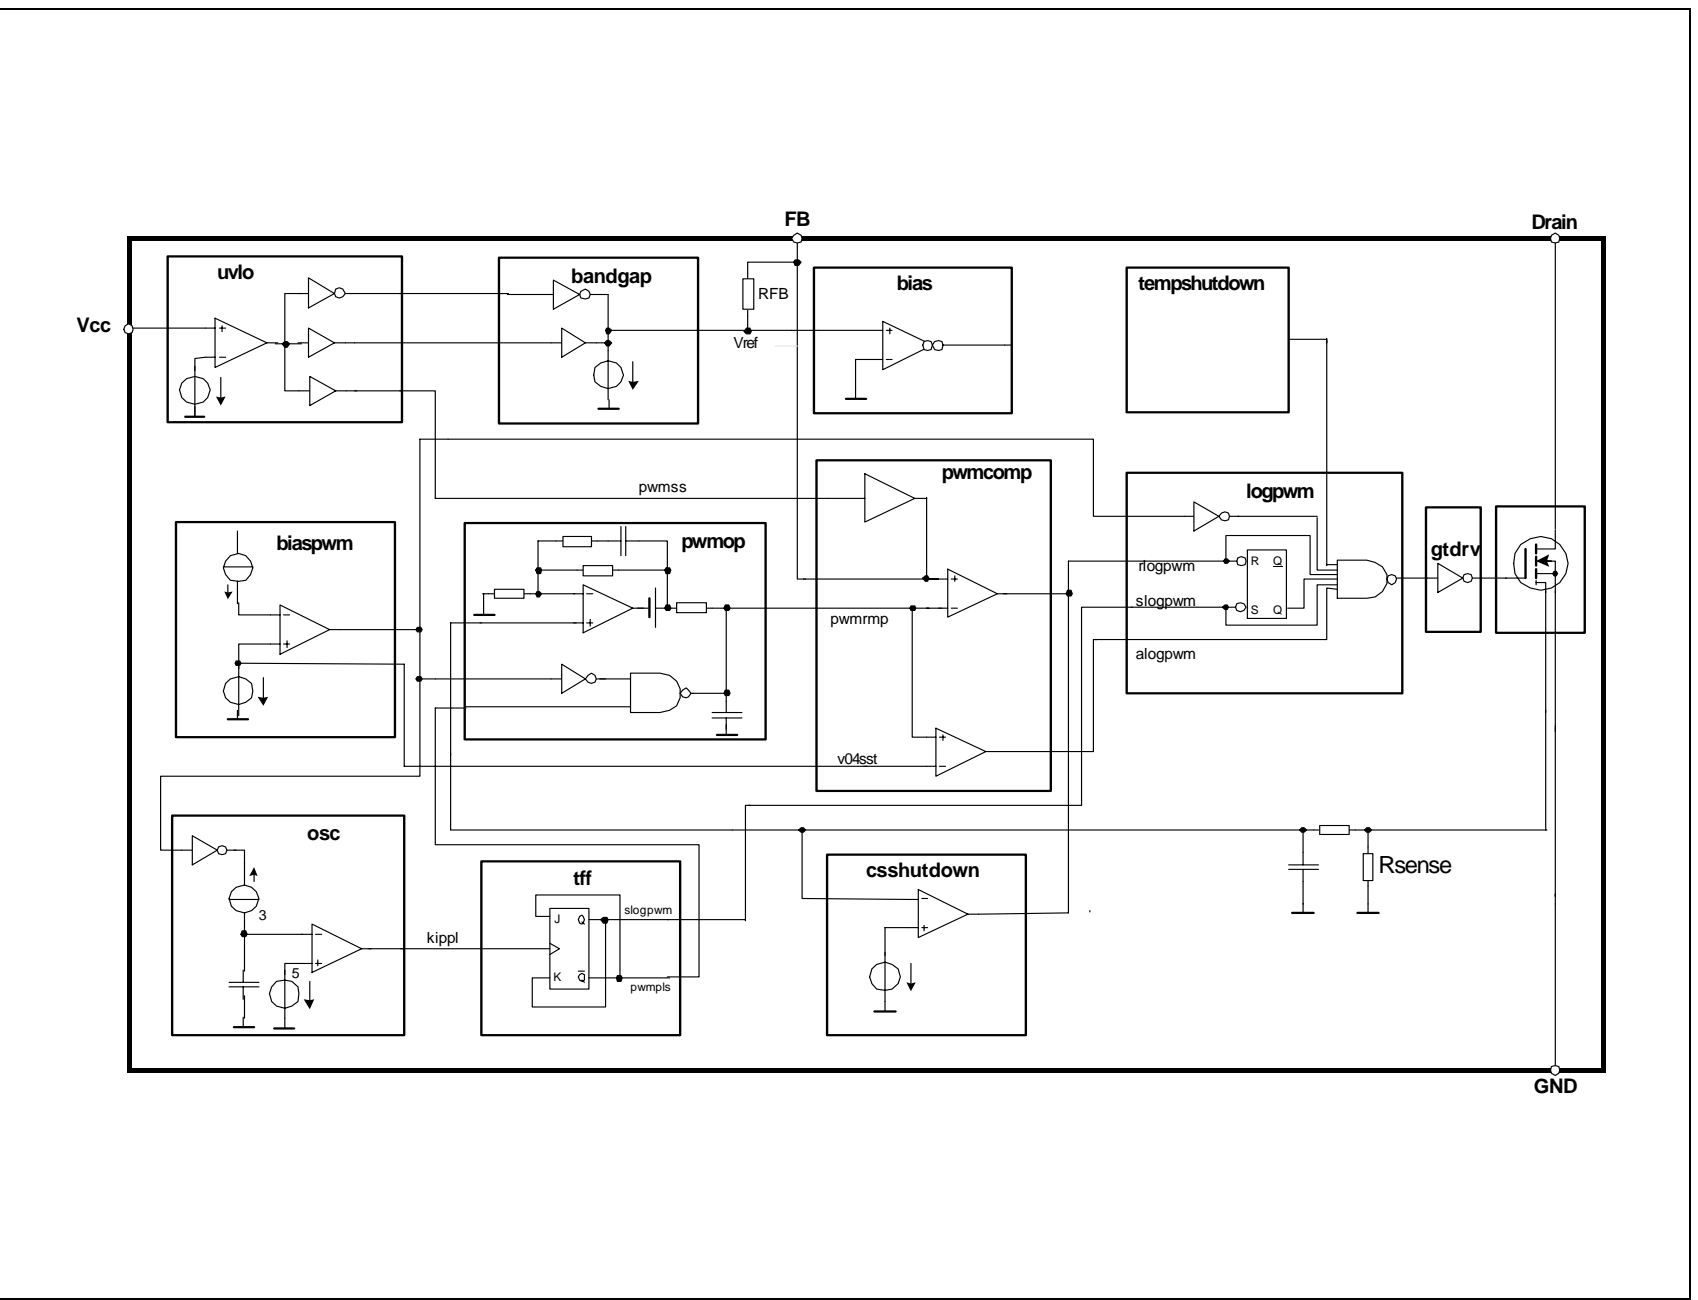 FB
Drain
uvlo
bandgap
RFB
bias
tempshutdown
Vcc
+
−
Vref
+
−
pwmcomp
pwmss
logpwm
biaspwm
pwmop
gtdrv
rlogpwm
R Q
+
−
−
+
slogpwm
S Q
pwmrmp
−
+
alogpwm
+
−
v04sst
osc
csshutdown
Rsense
tff
3
slogpwm
J Q
−
+
kippl
−
+
5
K Q
pwmpls
GND